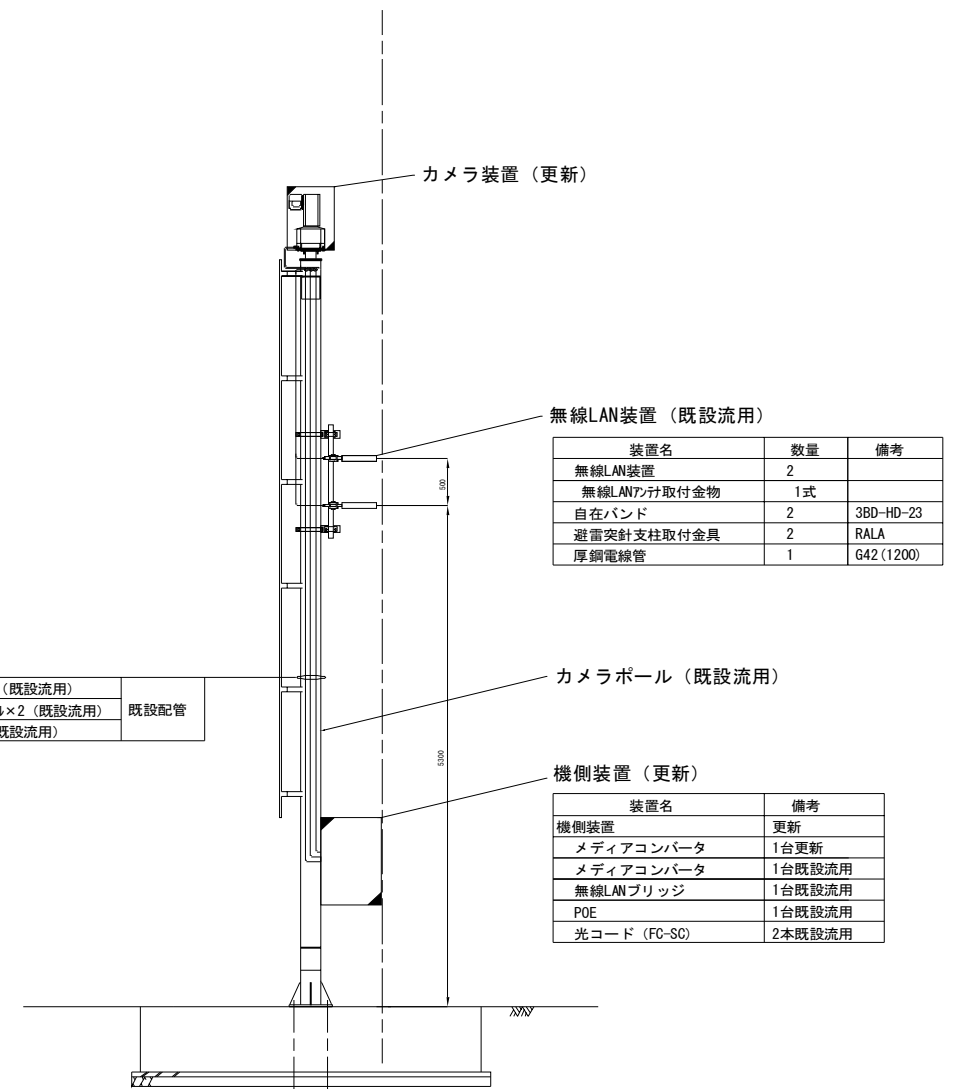 カメラ装置（更新）
無線LAN装置（既設流用）
装置名 数量 備考
無線LAN装置 2
無線LANｱﾝﾃﾅ取付金物 1式
自在バンド 2 3BD-HD-23
避雷突針支柱取付金具 2 RALA
厚鋼電線管 1 G42(1200)
500
カメラポール（既設流用）
（既設流用）
ﾙ×2（既設流用）
既設流用）
既設配管
5300
機側装置（更新）
装置名 備考
機側装置 更新
メディアコンバータ 1台更新
メディアコンバータ 1台既設流用
無線LANブリッジ 1台既設流用
POE 1台既設流用
光コード（FC-SC） 2本既設流用